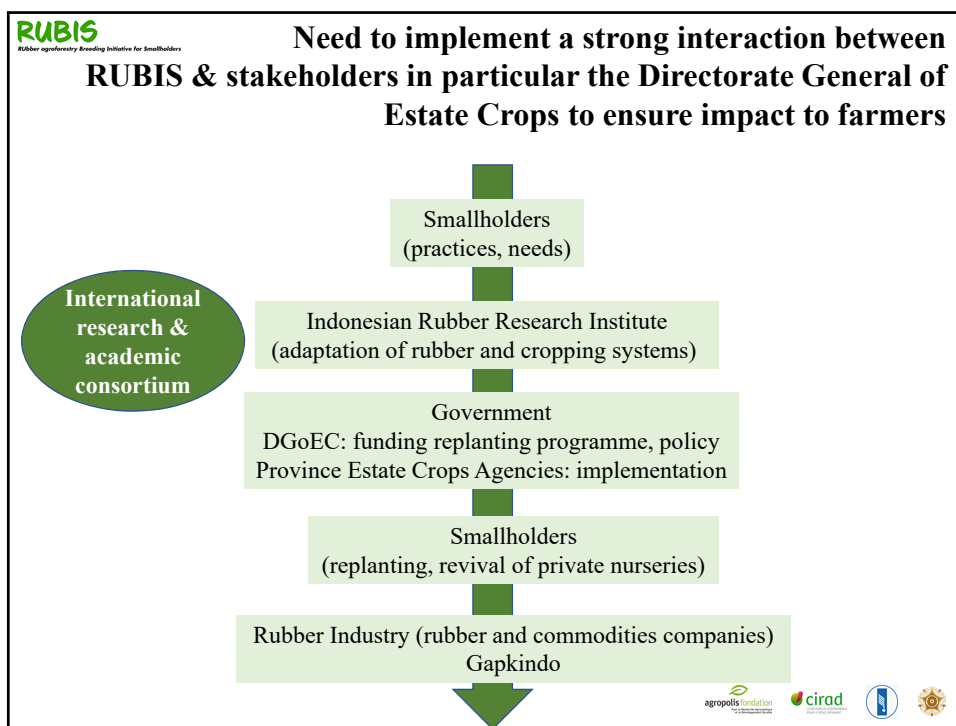 RUBIS
RUbber agroforestry Breeding Initiative for Smallholders
Need to implement a strong interaction between
RUBIS & stakeholders in particular the Directorate General of
Estate Crops to ensure impact to farmers
Smallholders
(practices, needs)
International
research &
academic
consortium
Indonesian Rubber Research Institute
(adaptation of rubber and cropping systems)
Government
DGoEC: funding replanting programme, policy
Province Estate Crops Agencies: implementation
Smallholders
(replanting, revival of private nurseries)
Rubber Industry (rubber and commodities companies)
Gapkindo
agropolis fondation
cirad